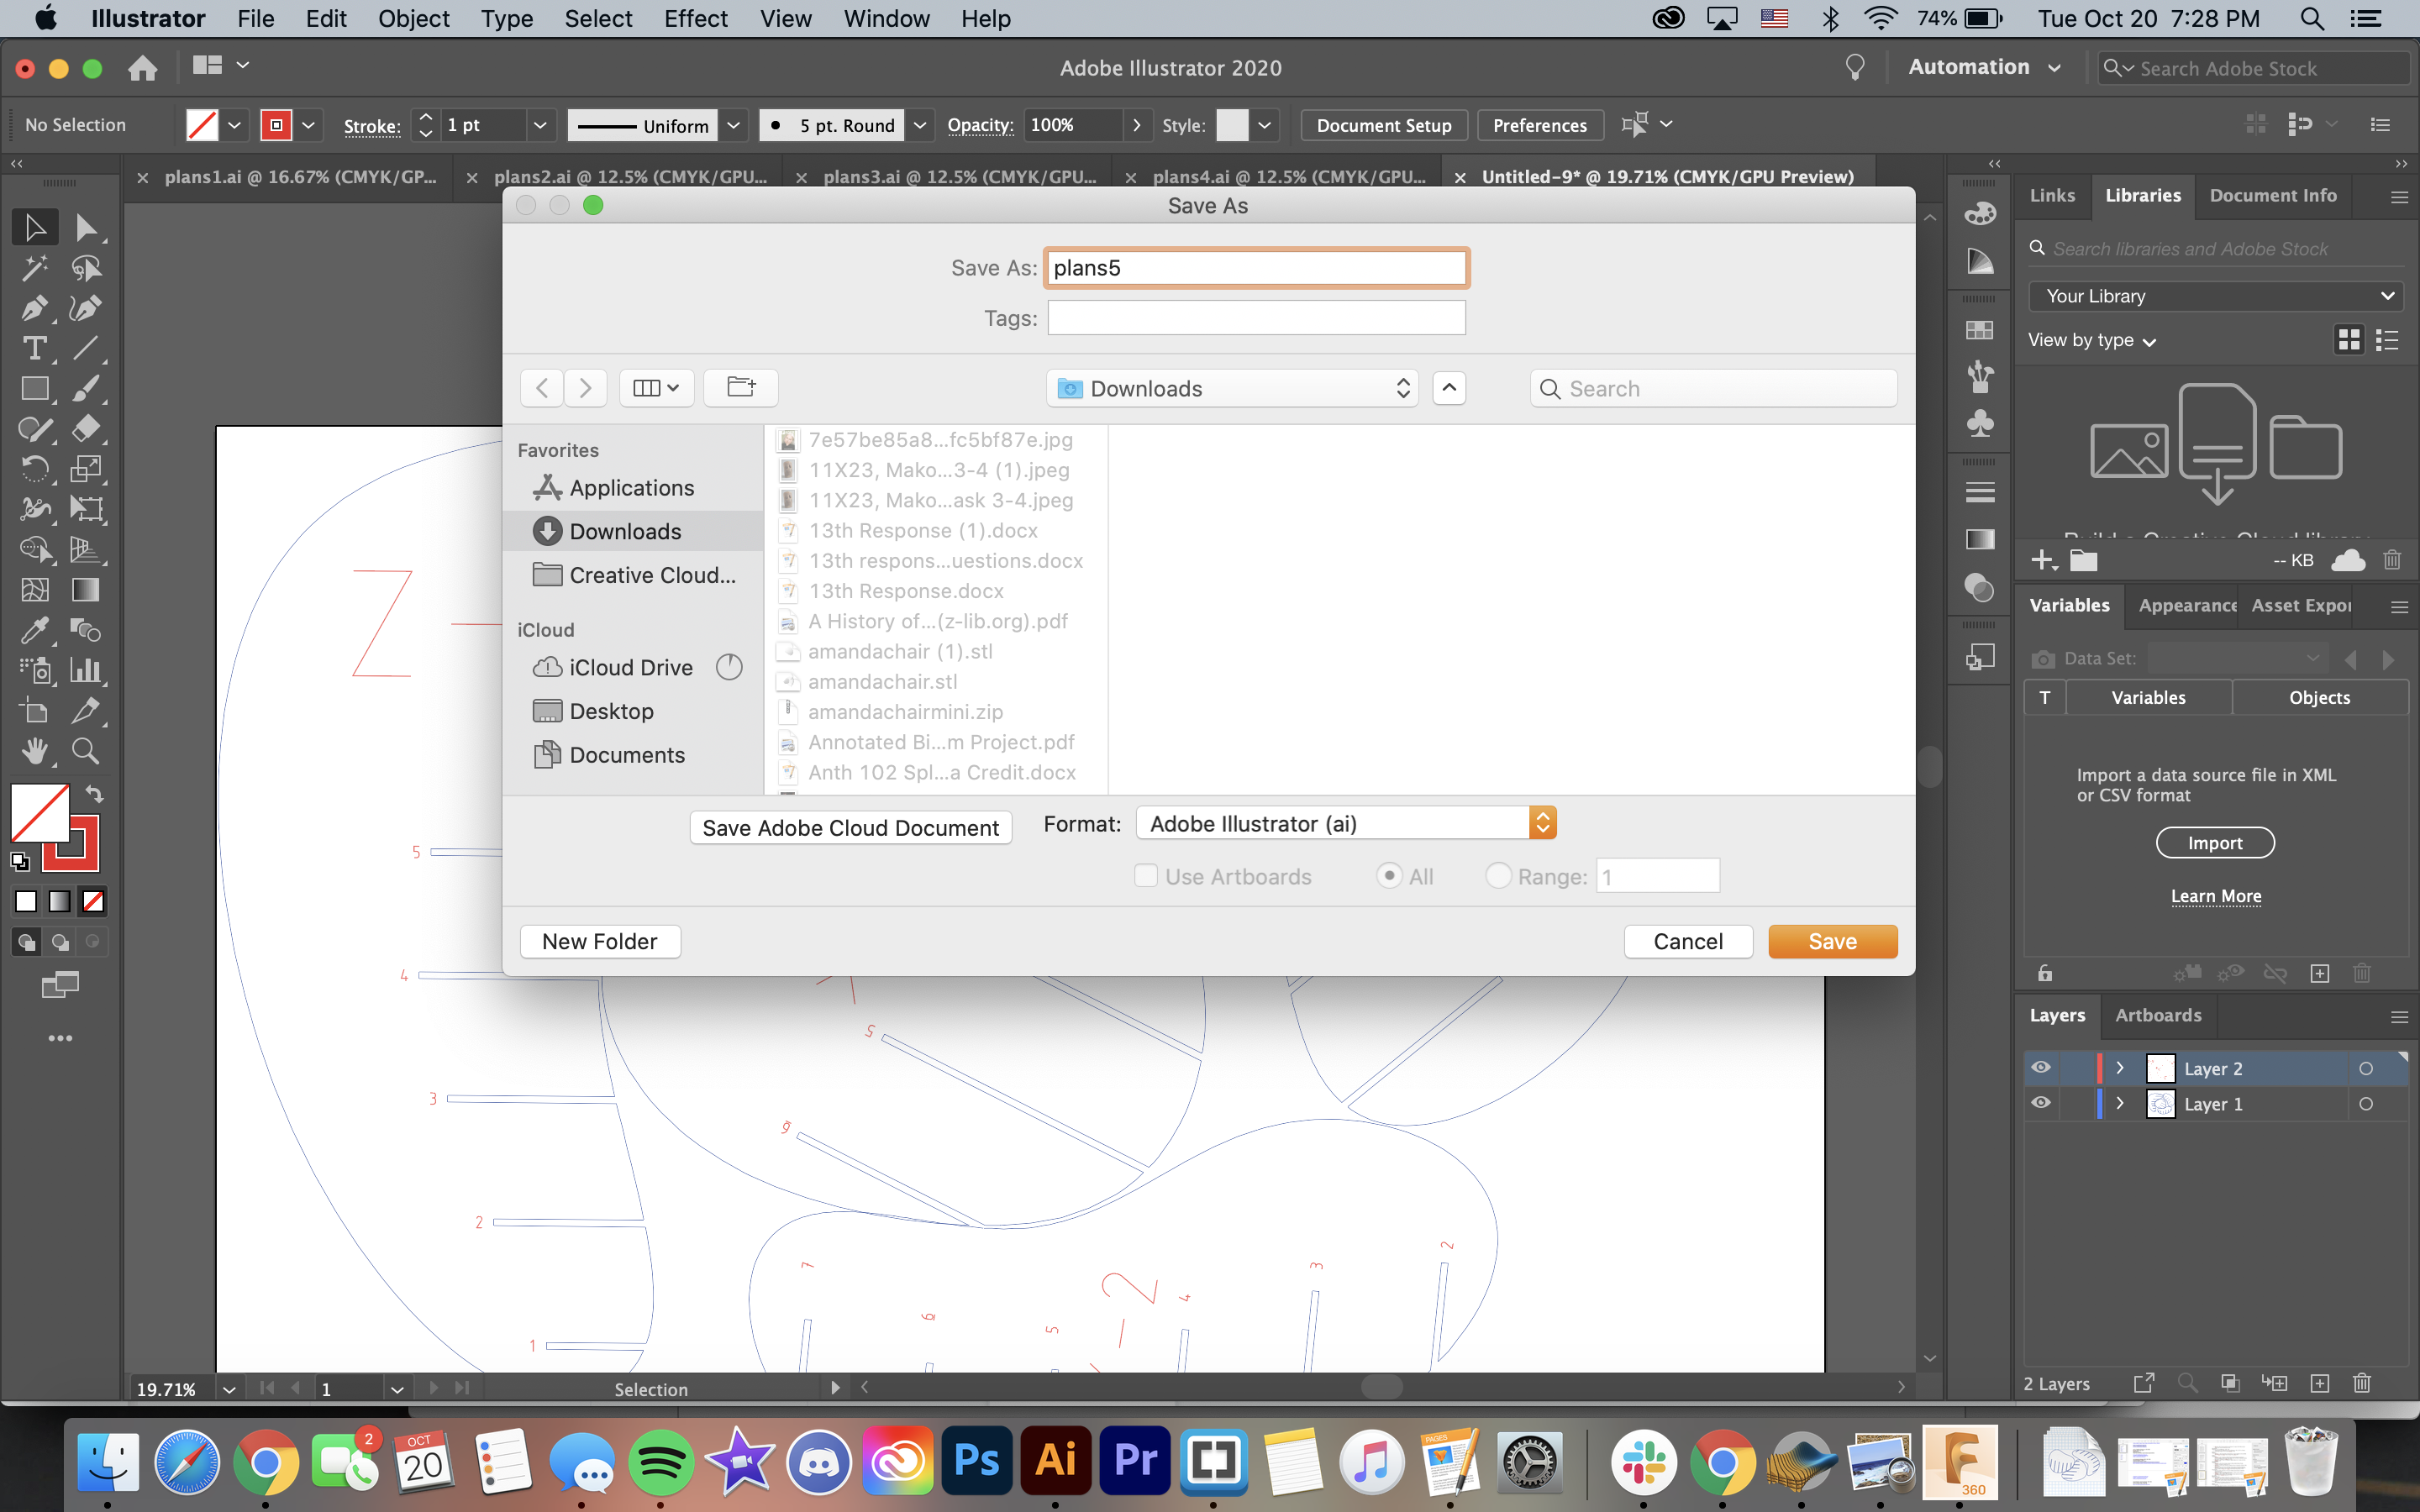 Illustrator File Edit Object Type Select Effect View Window Help 74% Tue Oct 20 7:28 PM
Adobe Illustrator 2020 Automation Search Adobe Stock
No Selection Stroke: 1 pt Uniform 5 pt. Round Opacity: 100% Style: Document Setup Preferences
plans1.ai @ 16.67% (CMYK/GP... plans2.ai @ 12.5% (CMYK/GPU... plans3.ai @ 12.5% (CMYK/GPU... plans4.ai @ 12.5% (CMYK/GPU... Untitled-9* @ 19.71% (CMYK/GPU Preview)
Save As
Save As: plans5
Tags:
Downloads Search
Favorites
Applications
Downloads
Creative Cloud...
iCloud
iCloud Drive
Desktop
Documents
7e57be85a8...fc5bf87e.jpg
11X23, Mako...3-4 (1).jpeg
11X23, Mako...ask 3-4.jpeg
13th Response (1).docx
13th respons...uestions.docx
13th Response.docx
A History of...(z-lib.org).pdf
amandachair (1).stl
amandachair.stl
amandachairmini.zip
Annotated Bi...m Project.pdf
Anth 102 Spl...a Credit.docx
Save Adobe Cloud Document Format: Adobe Illustrator (ai)
Use Artboards All Range: 1
New Folder Cancel Save
Links Libraries Document Info
Search libraries and Adobe Stock
Your Library
View by type
-- KB
Variables Appearance Asset Expor
Data Set:
T Variables Objects
Import a data source file in XML
or CSV format
Import
Learn More
Layers Artboards
Layer 2
Layer 1
2 Layers
Z-
5
4
3
2
1
5
6
7
6
5
-2
4
3
2
19.71% 1 Selection
2
OCT
20
Ps Ai Pr
PAGES
360